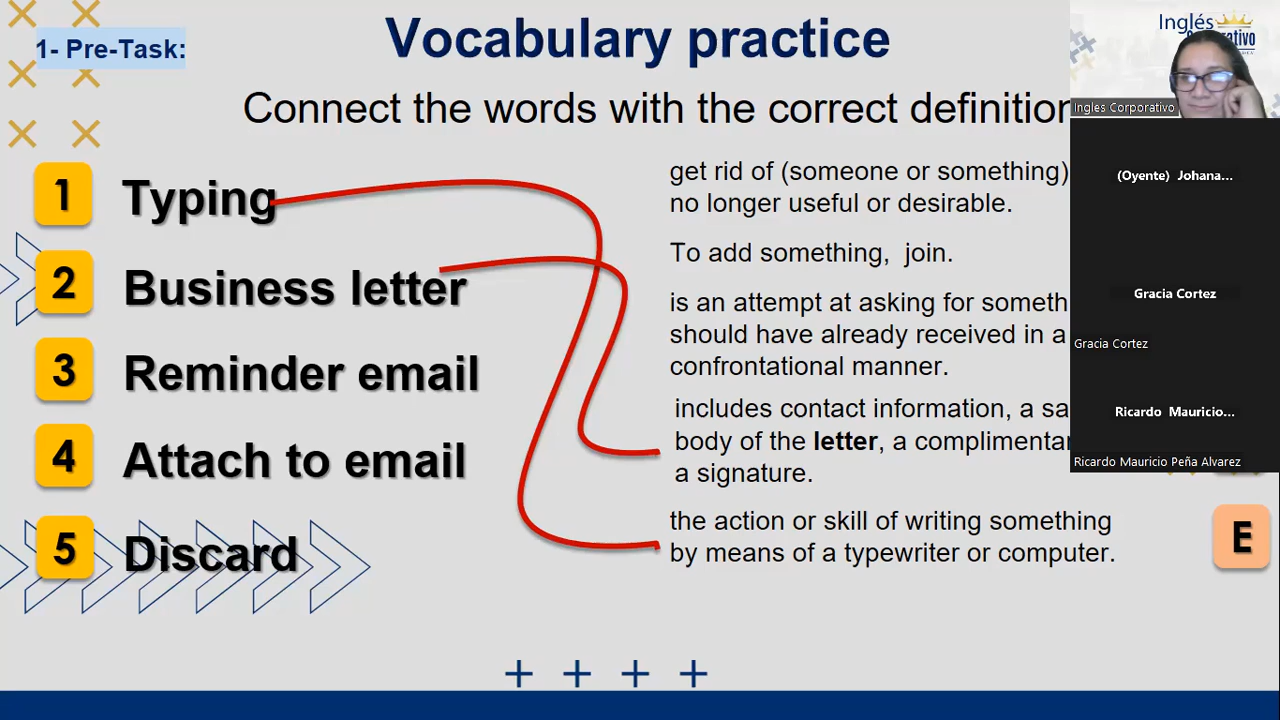 1- Pre-Task:
Vocabulary practice
Connect the words with the correct definition
1 Typing
2 Business letter
3 Reminder email
4 Attach to email
5 Discard
get rid of (someone or something)
no longer useful or desirable.
To add something, join.
is an attempt at asking for
should have already received in a
confrontational manner.
includes contact information, a
body of the letter, a
a signature.
the action or skill of writing something
by means of a typewriter or computer.
E
Inglés
Ingles Corporativo
(Oyente) Johana...
Gracia Cortez
Gracia Cortez
Ricardo Mauricio...
Ricardo Mauricio Peña Alvarez